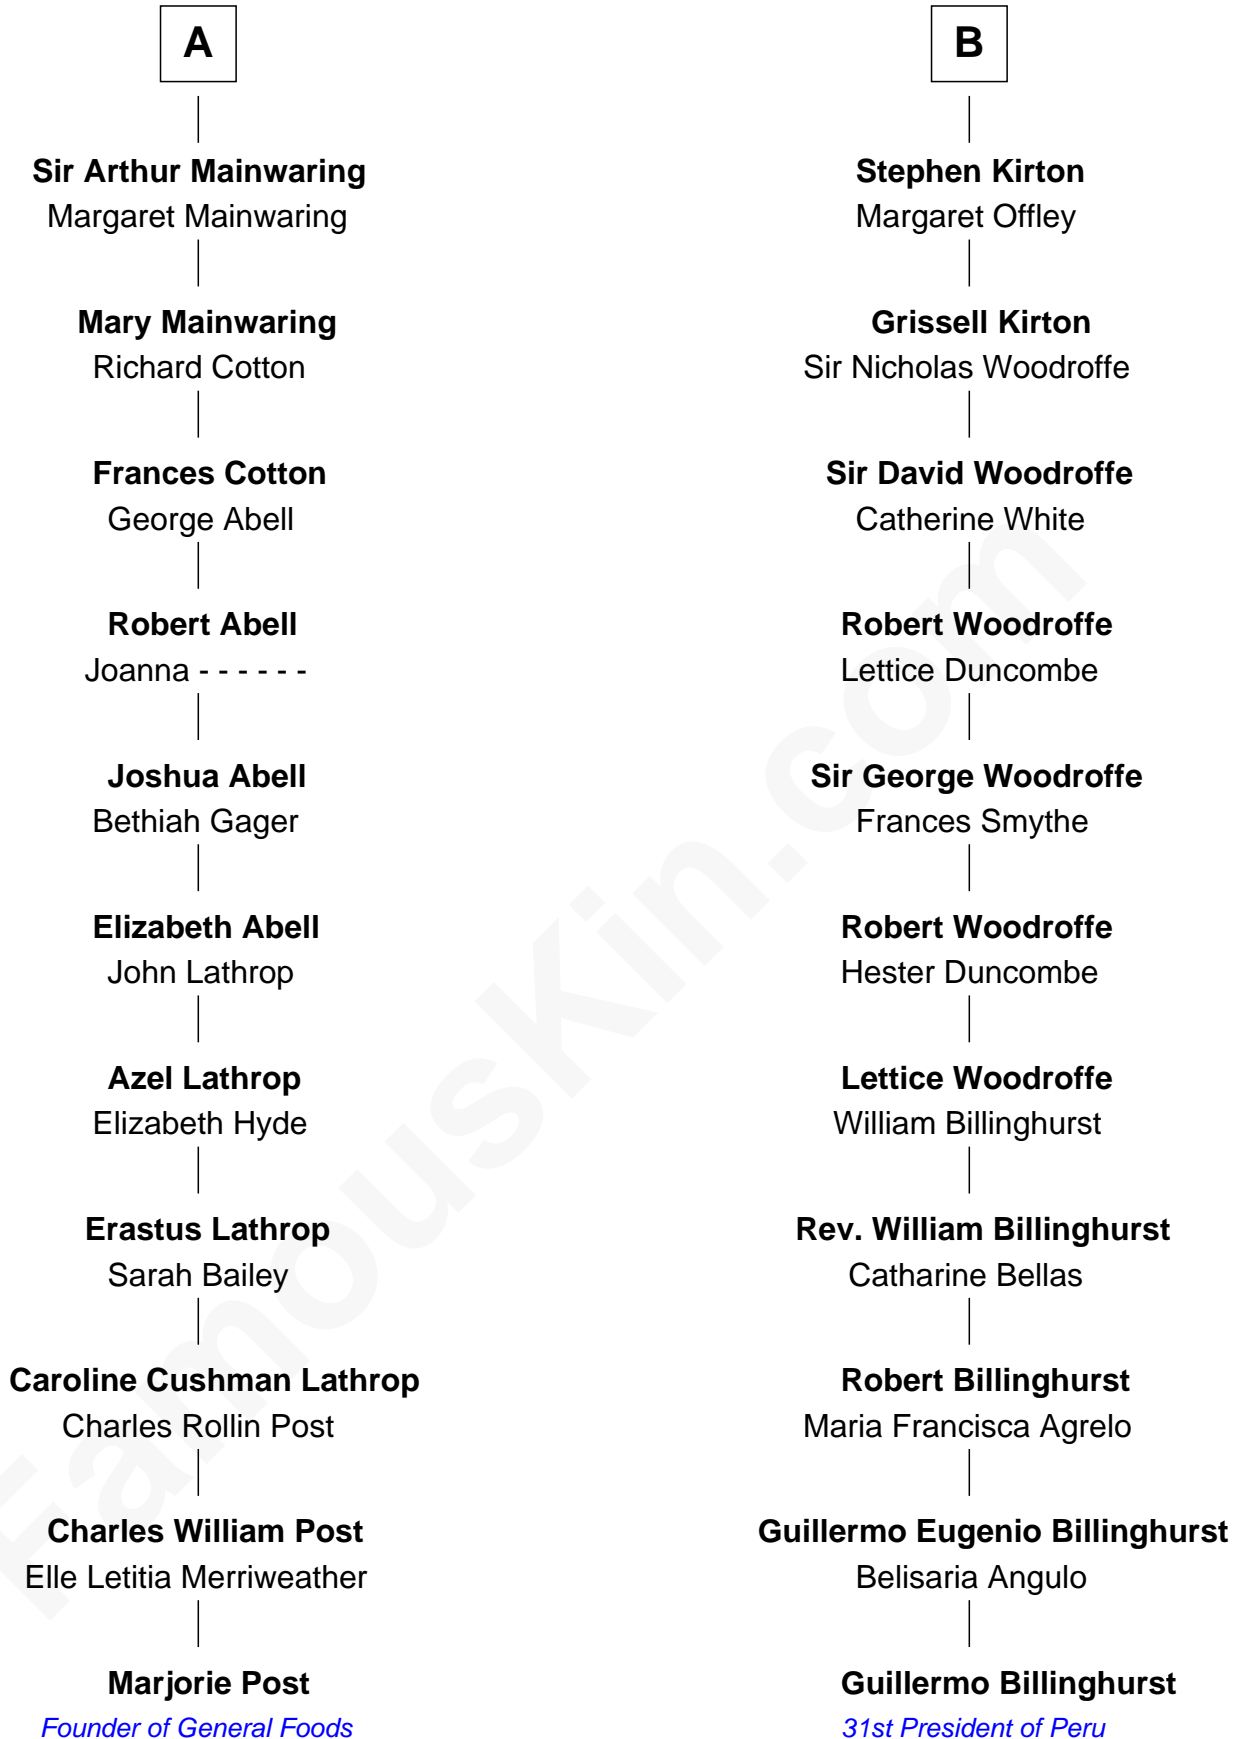 A
Sir Arthur Mainwaring
Margaret Mainwaring
Mary Mainwaring
Richard Cotton
Frances Cotton
George Abell
Robert Abell
Joanna - - - - - -
Joshua Abell
Bethiah Gager
Elizabeth Abell
John Lathrop
Azel Lathrop
Elizabeth Hyde
Erastus Lathrop
Sarah Bailey
Caroline Cushman Lathrop
Charles Rollin Post
Charles William Post
Elle Letitia Merriweather
Marjorie Post
Founder of General Foods
B
Stephen Kirton
Margaret Offley
Grissell Kirton
Sir Nicholas Woodroffe
Sir David Woodroffe
Catherine White
Robert Woodroffe
Lettice Duncombe
Sir George Woodroffe
Frances Smythe
Robert Woodroffe
Hester Duncombe
Lettice Woodroffe
William Billinghurst
Rev. William Billinghurst
Catharine Bellas
Robert Billinghurst
Maria Francisca Agrelo
Guillermo Eugenio Billinghurst
Belisaria Angulo
Guillermo Billinghurst
31st President of Peru
FamousKin.com